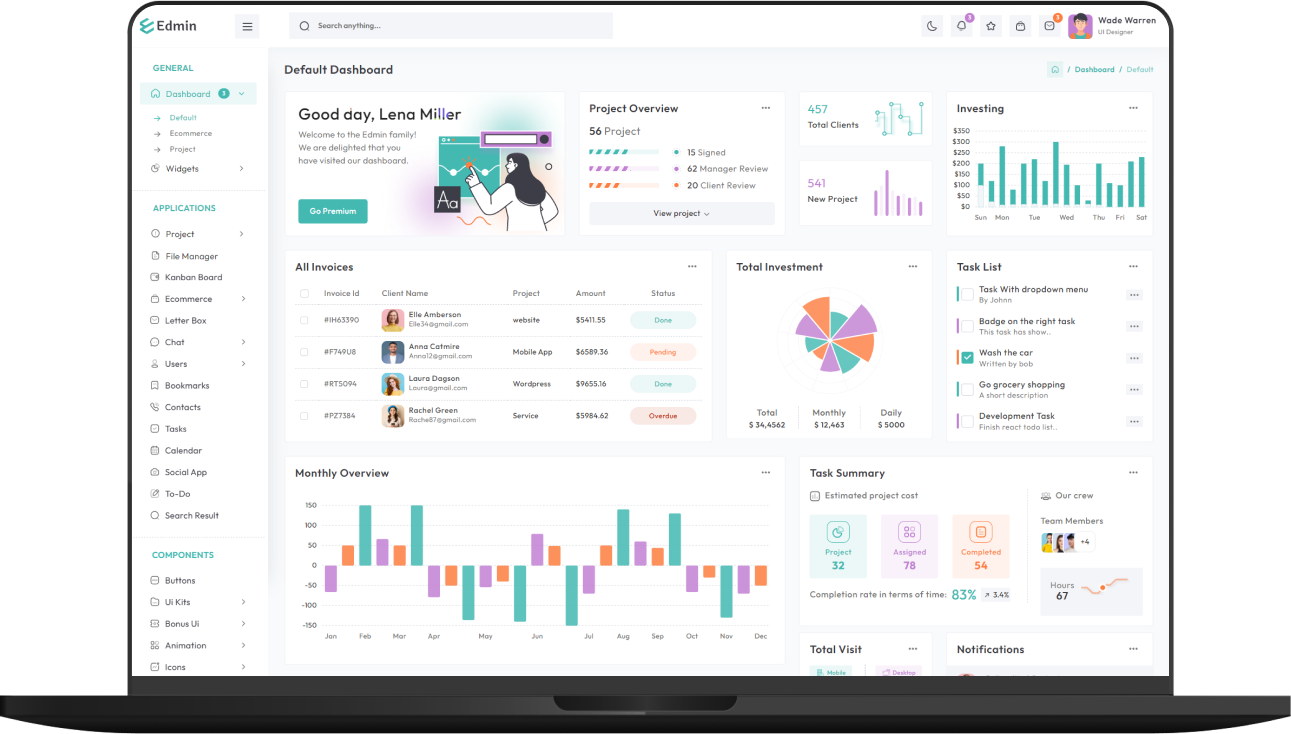 Edmin
Search anything...
3
3
Wade Warren
UI Designer
GENERAL
Dashboard 3
Default
Ecommerce
Project
Widgets
APPLICATIONS
Project
File Manager
Kanban Board
Ecommerce
Letter Box
Chat
Users
Bookmarks
Contacts
Tasks
Calendar
Social App
To-Do
Search Result
COMPONENTS
Buttons
Ui Kits
Bonus Ui
Animation
Icons
Default Dashboard
/ Dashboard / Default
Good day, Lena Miller
Welcome to the Edmin family!
We are delighted that you
have visited our dashboard.
Go Premium
Aa
Project Overview
56 Project
15 Signed
62 Manager Review
20 Client Review
View project
457
Total Clients
541
New Project
Investing
$350
$300
$250
$200
$150
$100
$50
$0
Sun Mon Tue Wed Thu Fri Sat
All Invoices
Invoice Id Client Name Project Amount Status
#IH63390 Elle Amberson website $5411.55 Done
Elle34@gmail.com
#F749U8 Anna Catmire Mobile App $6589.36 Pending
Anna12@gmail.com
#RT5094 Laura Dagson Wordpress $9655.16 Done
Laura@gmail.com
#PZ7384 Rachel Green Service $5984.62 Overdue
Rache87@gmail.com
Total Investment
Total Monthly Daily
$ 34,4562 $ 12,463 $ 5000
Task List
Task With dropdown menu
By Johnn
Badge on the right task
This task has show..
Wash the car
Written by bob
Go grocery shopping
A short description
Development Task
Finish react todo list..
Monthly Overview
150
100
50
0
-50
-100
-150
Jan Feb Mar Apr May Jun Jul Aug Sep Oct Nov Dec
Task Summary
Estimated project cost
Project
32
Assigned
78
Completed
54
Completion rate in terms of time: 83% 3.4%
Our crew
Team Members
+4
Hours
67
Total Visit
Mobile Desktop
Notifications